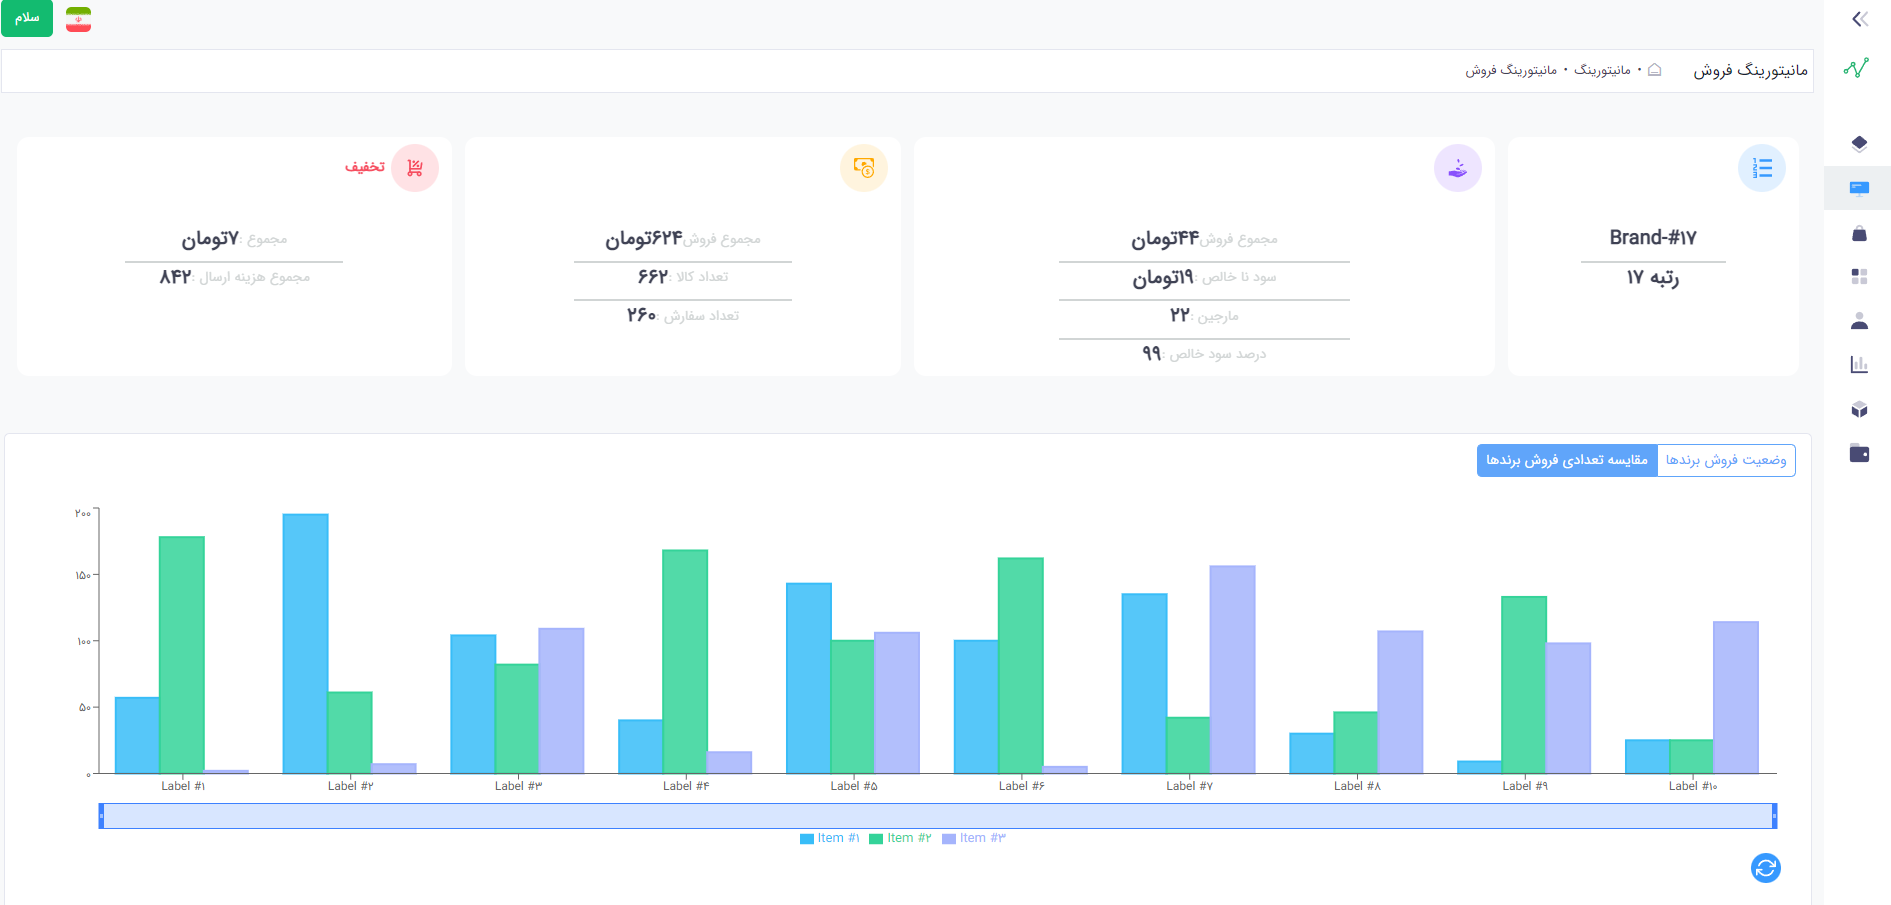 سلام
مانیتورینگ فروش
مانیتورینگ • مانیتورینگ فروش
Brand-#۱۷
رتبه ۱۷
مجموع فروش:۴۴تومان
سود نا خالص :۱۹تومان
مارجین :۲۲
درصد سود خالص :۹۹
مجموع فروش:۶۲۴تومان
تعداد کالا :۶۶۲
تعداد سفارش :۲۶۰
تخفیف
مجموع :۷تومان
مجموع هزینه ارسال :۸۴۲
وضعیت فروش برندها
مقایسه تعدادی فروش برندها
۲۰۰
۱۵۰
۱۰۰
۵۰
۰
Label #۱ Label #۲ Label #۳ Label #۴ Label #۵ Label #۶ Label #۷ Label #۸ Label #۹ Label #۱۰
Item #۱ Item #۲ Item #۳